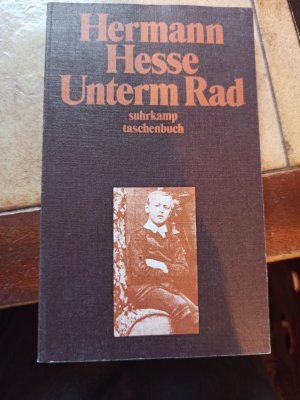 Hermann
Hesse
Unterm Rad
suhrkamp
taschenbuch